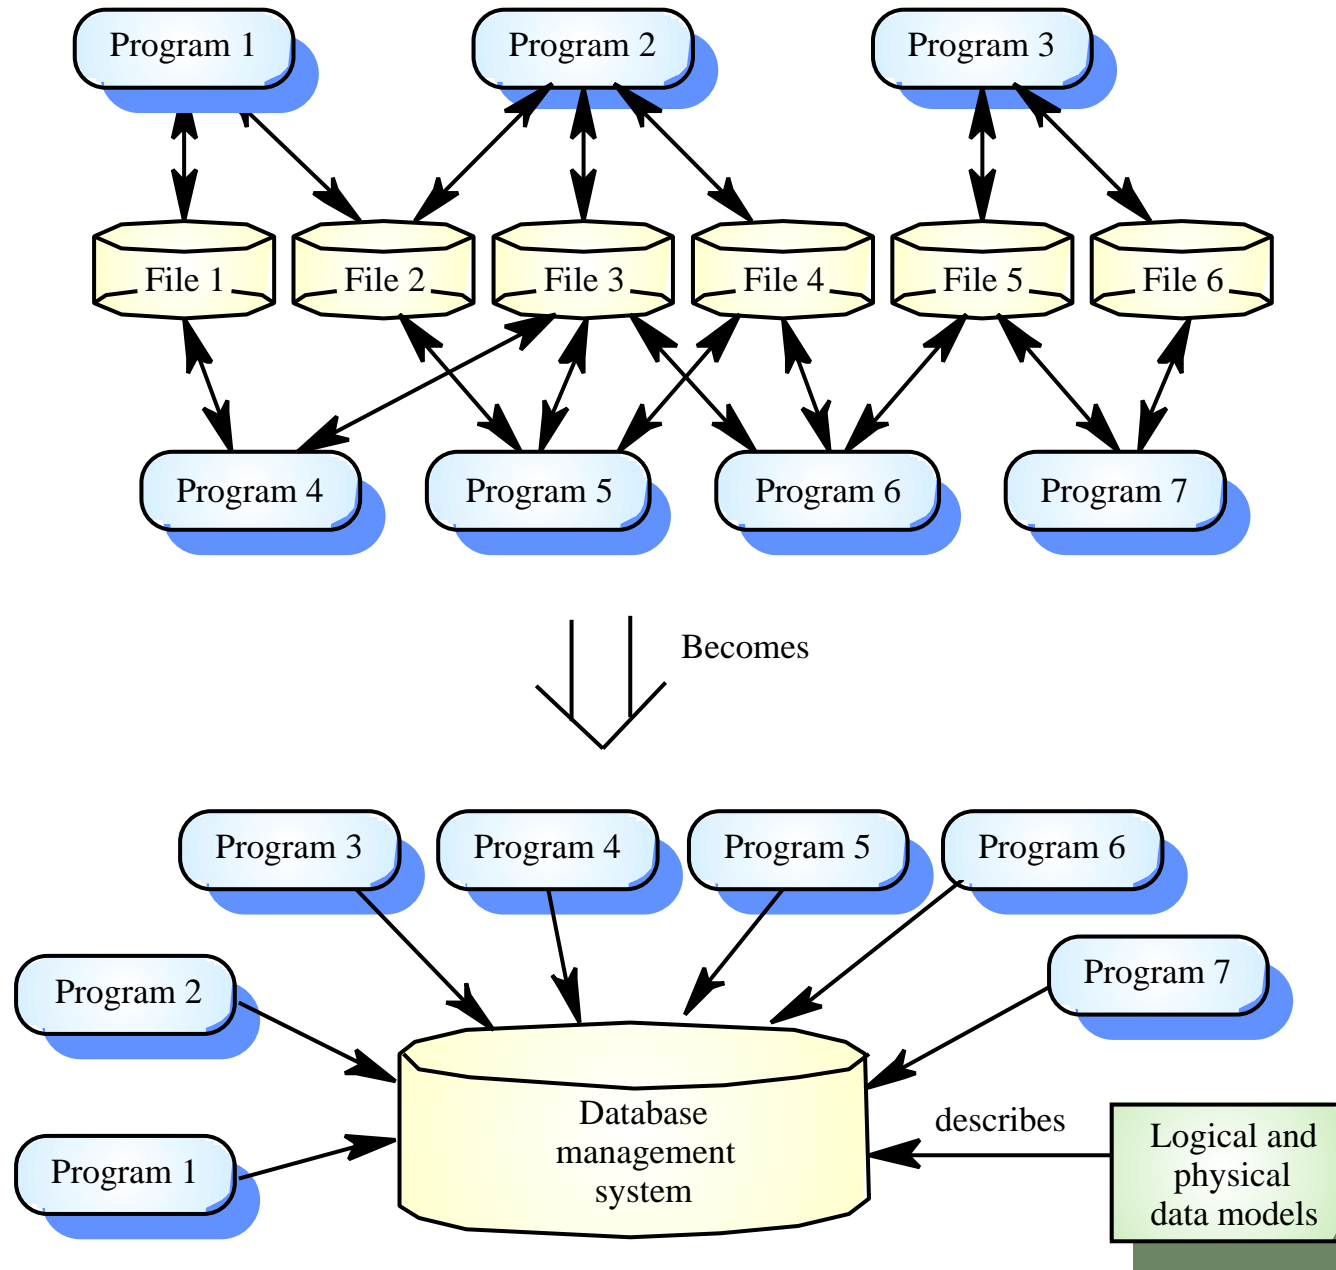 Program 1
Program 2
Program 3
File 1
File 2
File 3
File 4
File 5
File 6
Program 4
Program 5
Program 6
Program 7
Becomes
Program 3
Program 4
Program 5
Program 6
Program 2
Program 7
Program 1
Database
management
system
describes
Logical and
physical
data models